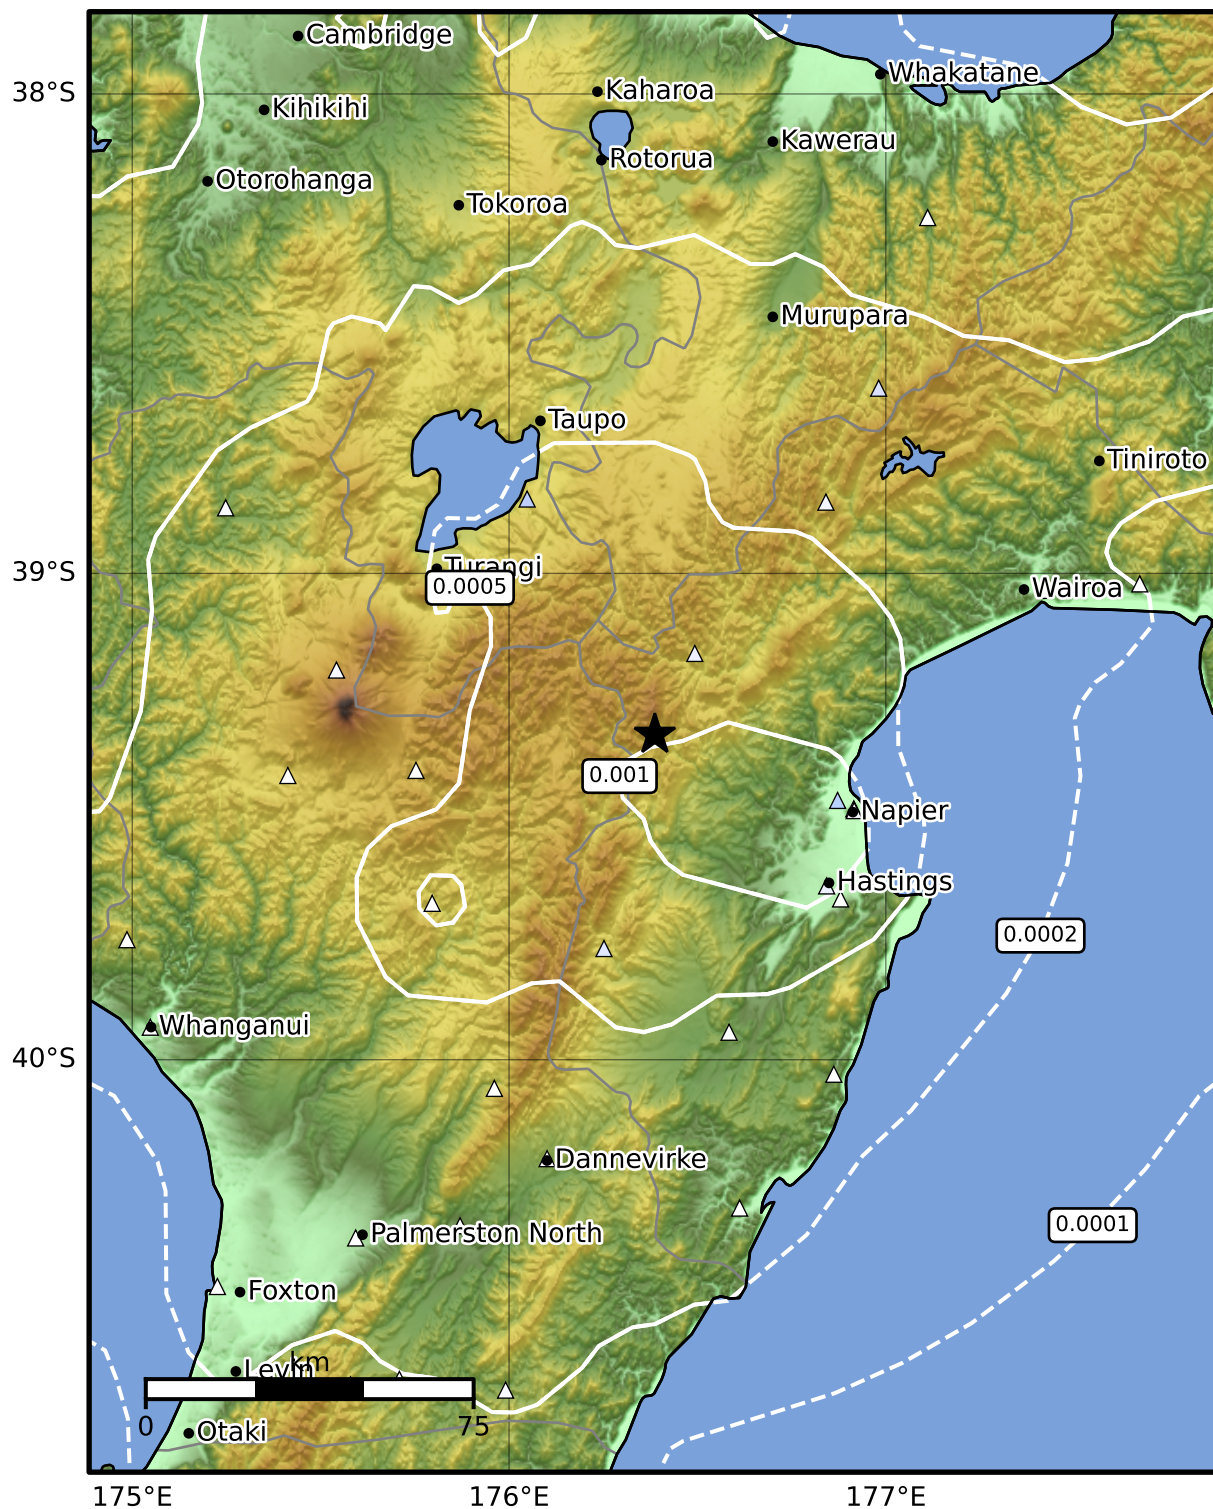 Cambridge
Whakatane
38°S
Kaharoa
Kihikihi
Kawerau
Rotorua
Otorohanga
Tokoroa
Murupara
Taupo
Tiniroto
39°S
Turangi
0.0005
Wairoa
0.001
Napier
Hastings
0.0002
Whanganui
40°S
Dannevirke
0.0001
Palmerston North
Foxton
Levin
km
0
75
Otaki
175°E
176°E
177°E